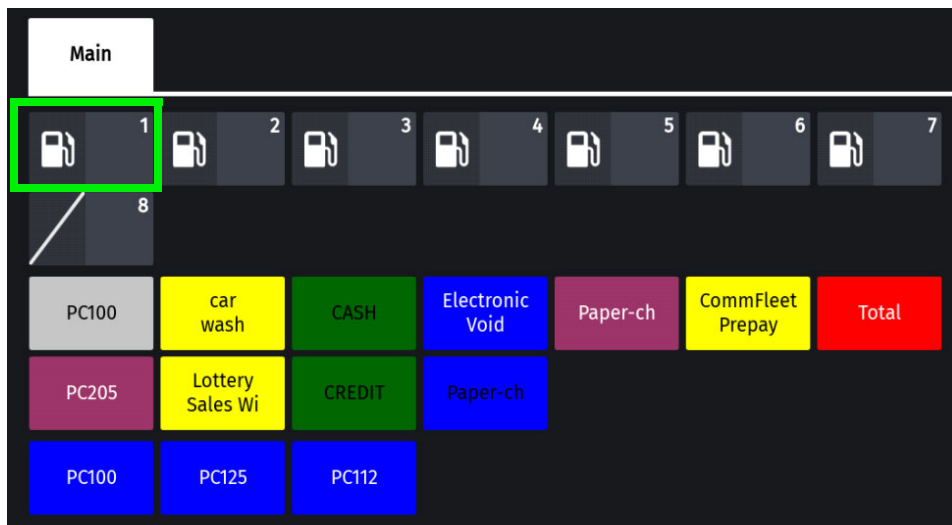 Main
1 2 3 4 5 6 7
8
PC100 car wash CASH Electronic Void Paper-ch CommFleet Prepay Total
PC205 Lottery Sales Wi CREDIT Paper-ch
PC100 PC125 PC112